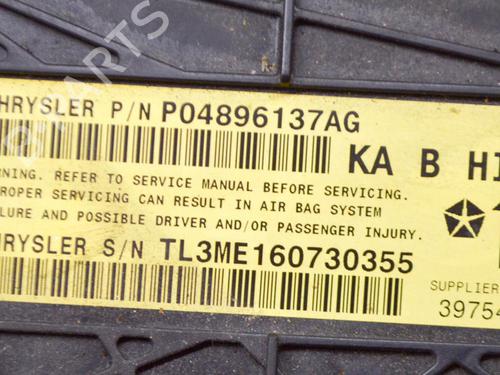 HRYSLER P/N P04896137AG
KA B HI
RNING. REFER TO SERVICE MANUAL BEFORE SERVICING.
ROPER SERVICING CAN RESULT IN AIR BAG SYSTEM
LURE AND POSSIBLE DRIVER AND/OR PASSENGER INJURY.
HRYSLER S/N TL3ME160730355
SUPPLIER
39754